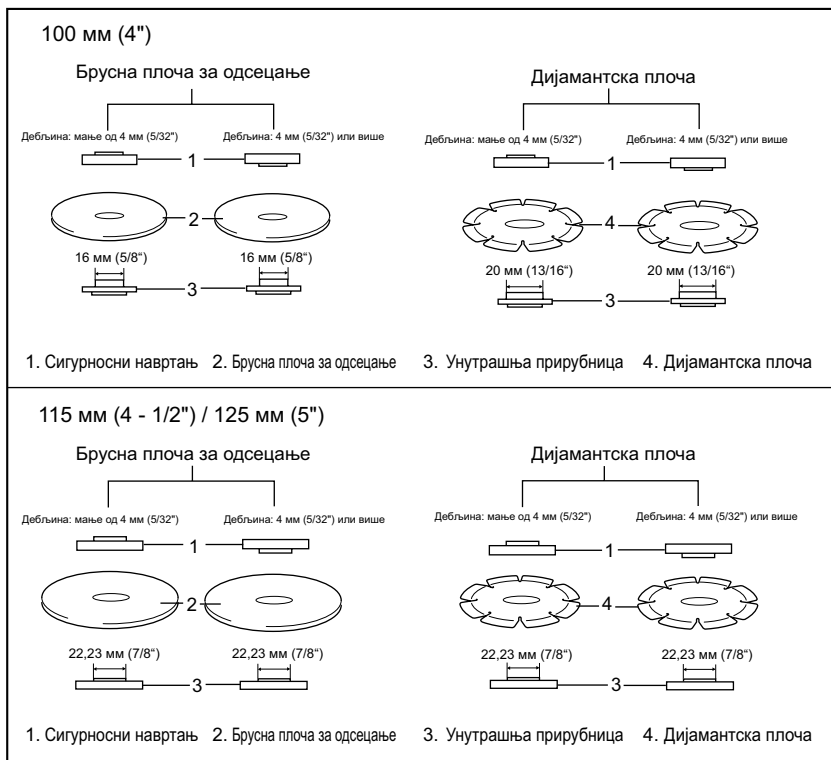 100 мм (4")
Брусна плоча за одсецање
Дебљина: мање од 4 мм (5/32") Дебљина: 4 мм (5/32") или више
1
2
16 мм (5/8“) 16 мм (5/8“)
3
Дијамантска плоча
Дебљина: мање од 4 мм (5/32") Дебљина: 4 мм (5/32") или више
1
4
20 мм (13/16“) 20 мм (13/16“)
3
1. Сигурносни навртањ 2. Брусна плоча за одсецање 3. Унутрашња прирубница 4. Дијамантска плоча
115 мм (4 - 1/2") / 125 мм (5")
Брусна плоча за одсецање
Дебљина: мање од 4 мм (5/32") Дебљина: 4 мм (5/32") или више
1
2
22,23 мм (7/8“) 22,23 мм (7/8“)
3
Дијамантска плоча
Дебљина: мање од 4 мм (5/32") Дебљина: 4 мм (5/32") или више
1
4
22,23 мм (7/8“) 22,23 мм (7/8“)
3
1. Сигурносни навртањ 2. Брусна плоча за одсецање 3. Унутрашња прирубница 4. Дијамантска плоча